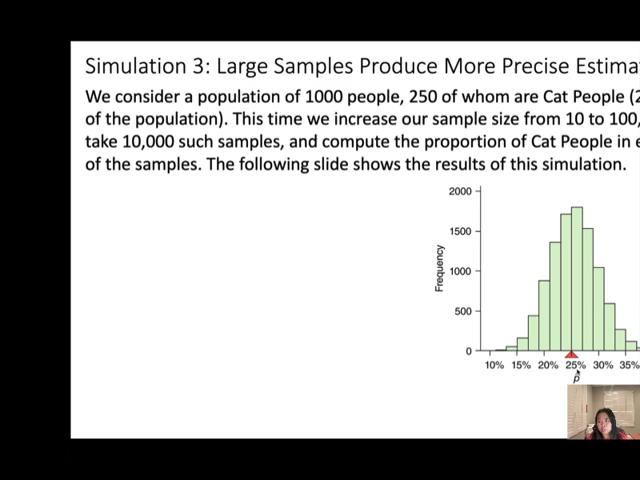 Simulation 3: Large Samples Produce More Precise Estima
We consider a population of 1000 people, 250 of whom are Cat People (2
of the population). This time we increase our sample size from 10 to 100,
take 10,000 such samples, and compute the proportion of Cat People in e
of the samples. The following slide shows the results of this simulation.
2000
1500
1000
500
0
Frequency
10% 15% 20% 25% 30% 35%
p̂